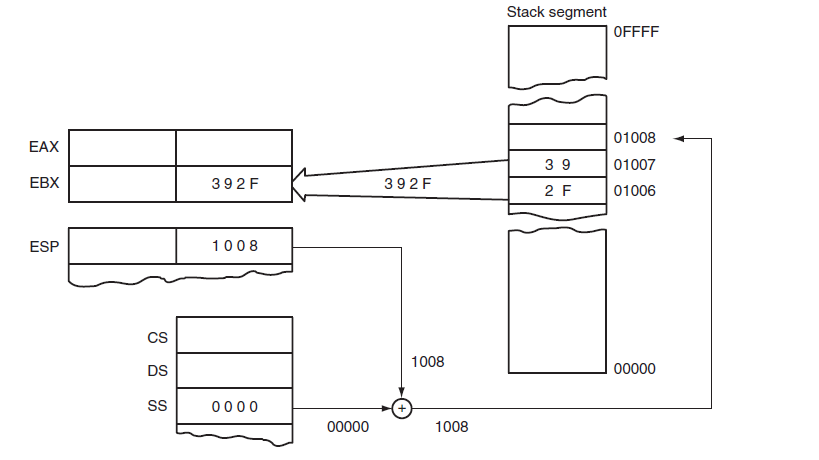 Stack segment
0FFFF
01008
EAX
3 9
01007
EBX
3 9 2 F
3 9 2 F
2 F
01006
ESP
1 0 0 8
CS
1008
00000
DS
SS
0 0 0 0
+
00000
1008